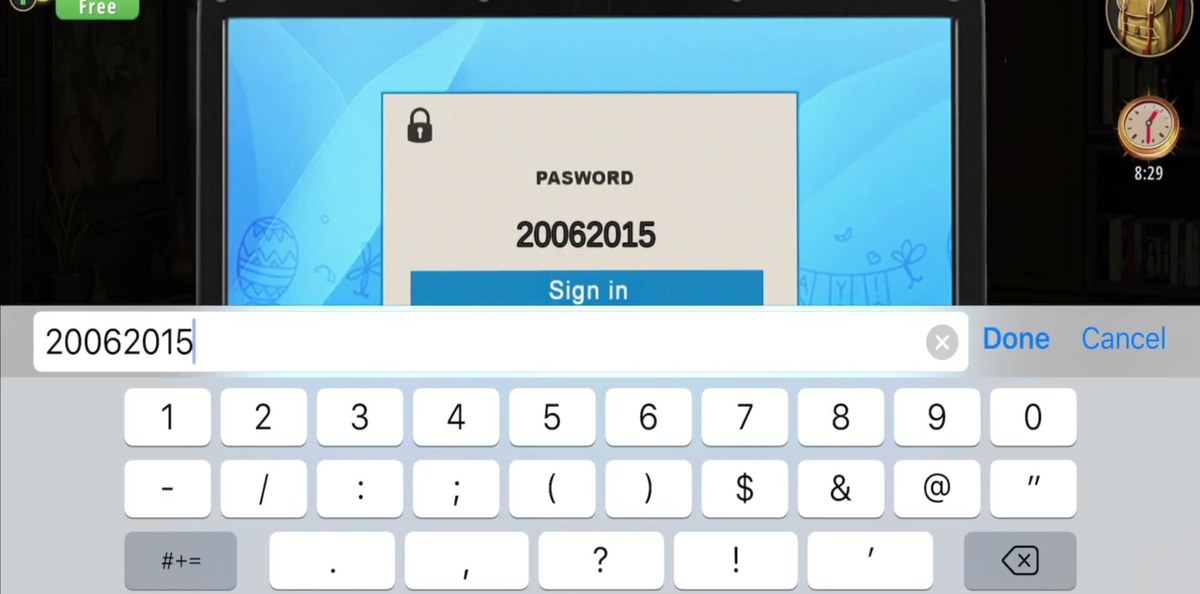 Free
8:29
PASWORD
20062015
Sign in
20062015
Done Cancel
1 2 3 4 5 6 7 8 9 0
- / : ; ( ) $ & @ "
#+= . , ? ! '